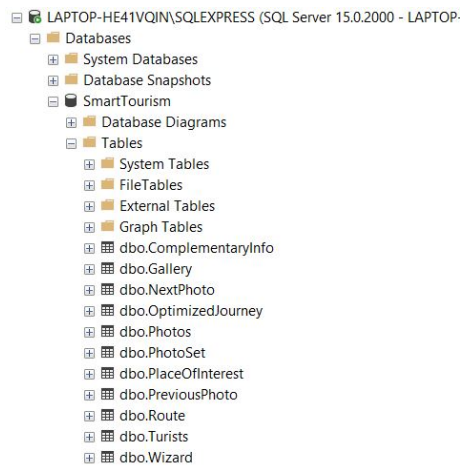 LAPTOP-HE41VQIN\SQLEXPRESS (SQL Server 15.0.2000 - LAPTOP-
Databases
System Databases
Database Snapshots
SmartTourism
Database Diagrams
Tables
System Tables
FileTables
External Tables
Graph Tables
dbo.ComplementaryInfo
dbo.Gallery
dbo.NextPhoto
dbo.OptimizedJourney
dbo.Photos
dbo.PhotoSet
dbo.PlaceOfInterest
dbo.PreviousPhoto
dbo.Route
dbo.Turists
dbo.Wizard